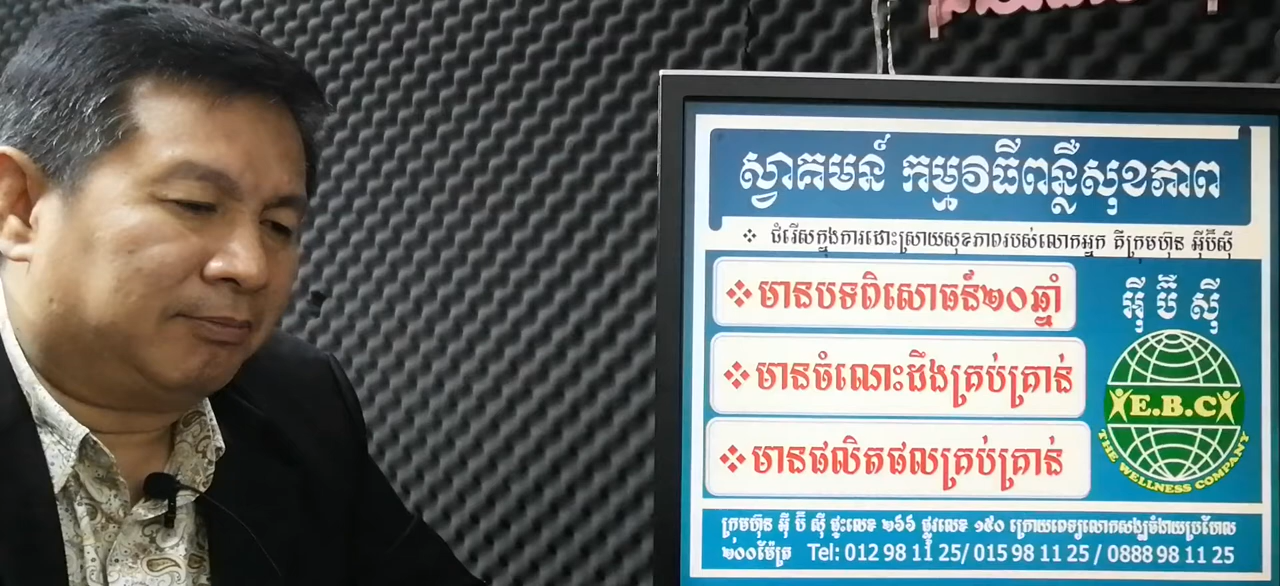 ស្វាគមន៍ កម្មវិធីពន្លឺសុខភាព
❖ ជំរើសក្នុងការដោះស្រាយសុខភាពរបស់លោកអ្នក គឺក្រុមហ៊ុន អ៊ីប៊ីស៊ី
❖មានបទពិសោធន៍២០ឆ្នាំ
❖មានចំណេះដឹងគ្រប់គ្រាន់
❖មានផលិតផលគ្រប់គ្រាន់
អ៊ី ប៊ី ស៊ី
E.B.C
THE WELLNESS COMPANY
ក្រុមហ៊ុន អ៊ី ប៊ី ស៊ី ផ្ទះលេខ ២៦៦ ផ្លូវលេខ ១៥០ ក្រោយពេទ្យលោកសង្ឃចំងាយប្រហែល
២០០ម៉ែត្រ Tel: 012 98 11 25/ 015 98 11 25 / 0888 98 11 25